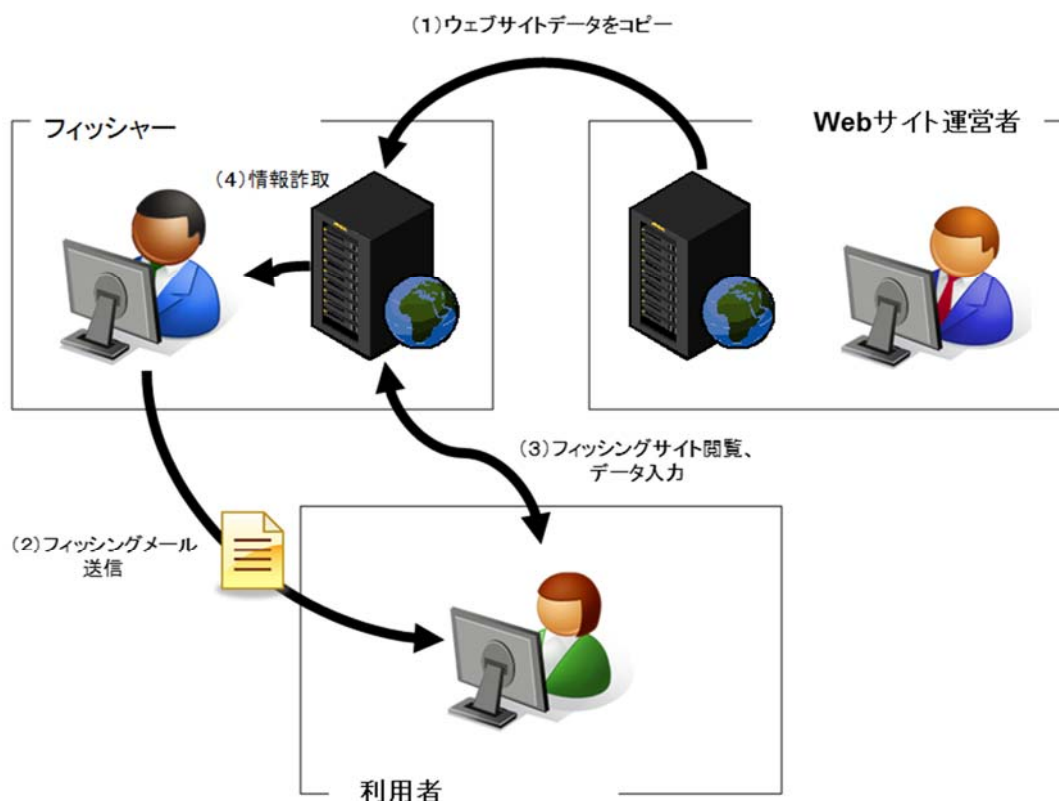 (1)ウェブサイトデータをコピー
フィッシャー
Webサイト運営者
(4)情報詐取
(3)フィッシングサイト閲覧、
データ入力
(2)フィッシングメール
送信
利用者